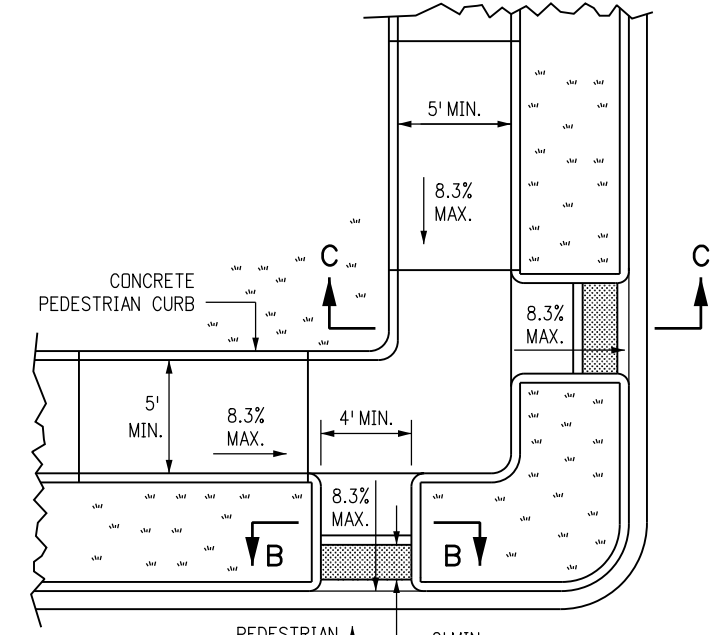 5' MIN.
8.3%
MAX.
C
C
CONCRETE
PEDESTRIAN CURB
8.3%
MAX.
5'
MIN.
8.3%
MAX.
4' MIN.
8.3%
MAX.
B
B
PEDESTRIAN